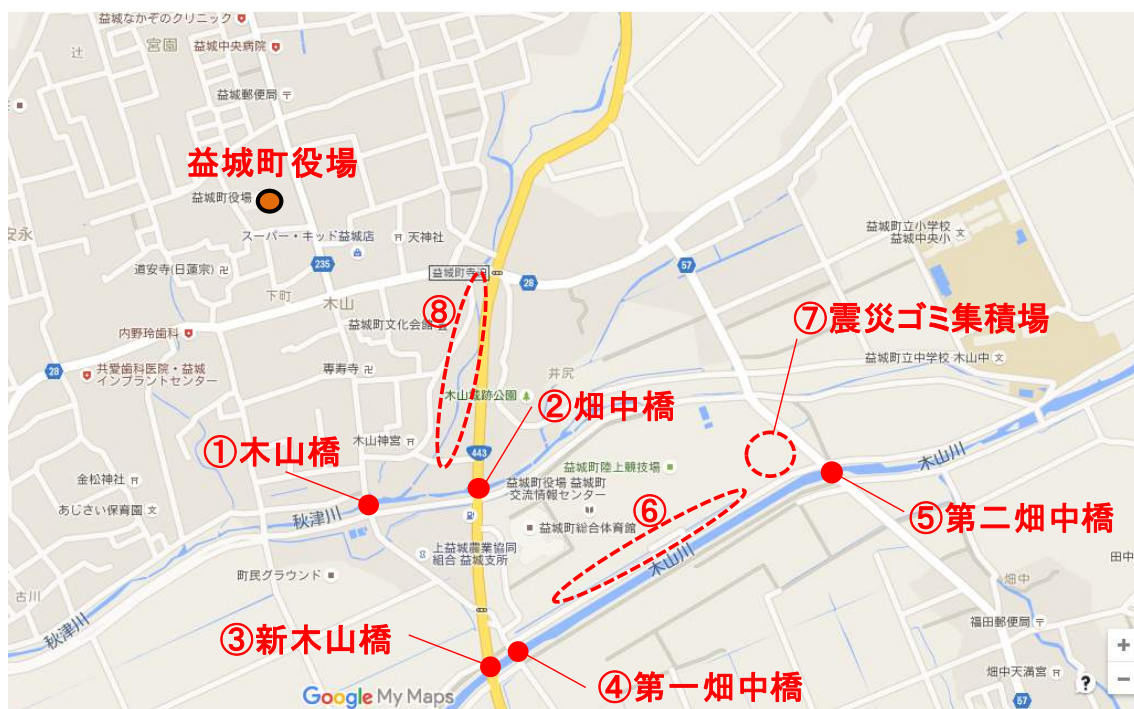 益城なかぞのクリニック
宮園
辻
益城中央病院
益城郵便局
益城町役場
益城町役場
安永
スーパー・キッド益城店
天神社
235
道安寺(日蓮宗)
下町
木山
28
57
益城町立小学校
益城中央小
⑧
⑦震災ゴミ集積場
内野玲歯科
益城町文化会館
28
共愛歯科医院・益城
インプラントセンター
専寿寺
井尻
益城町立中学校 木山中
木山城跡公園
②畑中橋
①木山橋
木山神宮
443
益城町陸上競技場
木山川
金松神社
益城町役場 益城町
交流情報センター
⑥
あじさい保育園
秋津川
益城町総合体育館
⑤第二畑中橋
上益城農業協同
組合 益城支所
木山川
町民グラウンド
田中
畑中
古川
秋津川
③新木山橋
福田郵便局
④第一畑中橋
畑中天満宮
57
Google My Maps
+
−
?